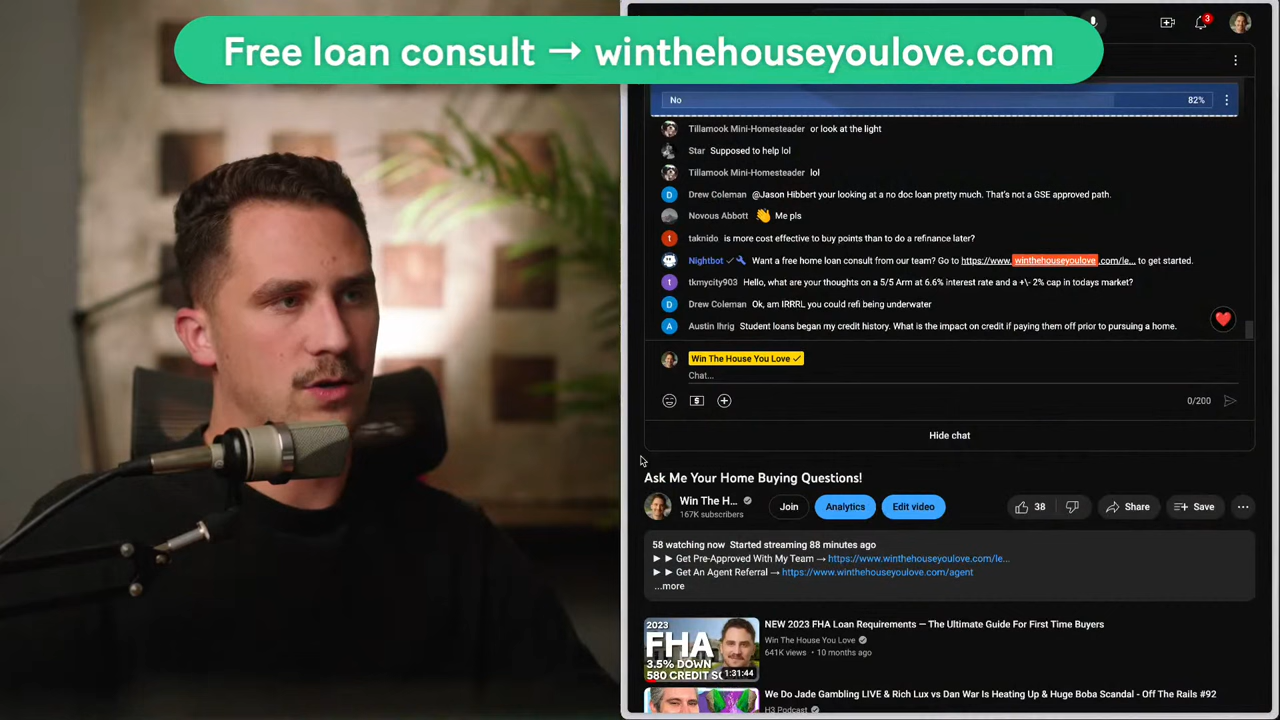 Free loan consult → winthehouseyoulove.com
3
No 82%
Tillamook Mini-Homesteader or look at the light
Star Supposed to help lol
Tillamook Mini-Homesteader lol
D Drew Coleman @Jason Hibbert your looking at a no doc loan pretty much. That's not a GSE approved path.
Novous Abbott 👋 Me pls
t taknido is more cost effective to buy points than to do a refinance later?
Nightbot Want a free home loan consult from our team? Go to https://www.winthehouseyoulove.com/le... to get started.
t tkmycity903 Hello, what are your thoughts on a 5/5 Arm at 6.6% interest rate and a +\- 2% cap in todays market?
D Drew Coleman Ok, am IRRRL you could refi being underwater
A Austin Ihrig Student loans began my credit history. What is the impact on credit if paying them off prior to pursuing a home.
Win The House You Love ✓
Chat...
0/200
Hide chat
Ask Me Your Home Buying Questions!
Win The H...
167K subscribers
Join
Analytics
Edit video
38
Share
Save
58 watching now Started streaming 88 minutes ago
►► Get Pre-Approved With My Team → https://www.winthehouseyoulove.com/le...
►► Get An Agent Referral → https://www.winthehouseyoulove.com/agent
...more
2023
FHA
3.5% DOWN
580 CREDIT SC
1:31:44
NEW 2023 FHA Loan Requirements — The Ultimate Guide For First Time Buyers
Win The House You Love
641K views • 10 months ago
We Do Jade Gambling LIVE & Rich Lux vs Dan War Is Heating Up & Huge Boba Scandal - Off The Rails #92
H3 Podcast